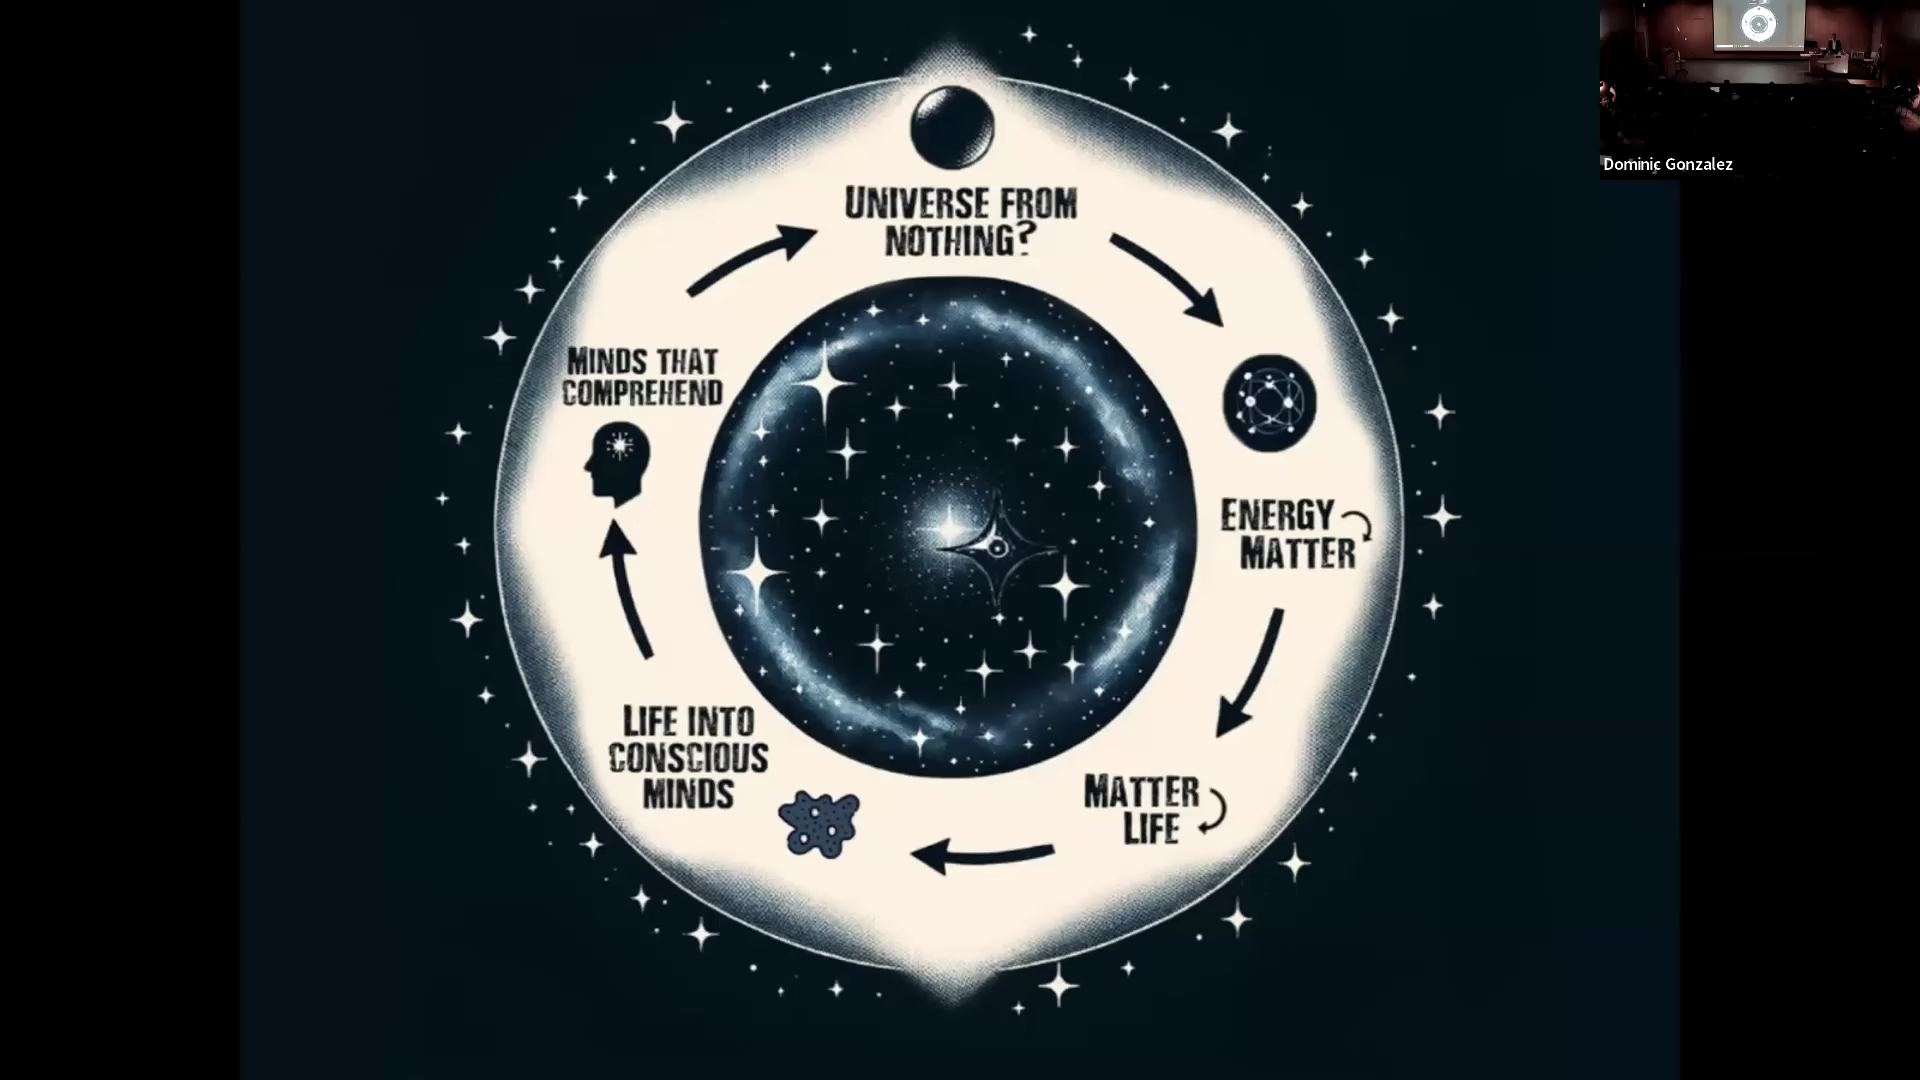 UNIVERSE FROM
NOTHING?
ENERGY
MATTER
MATTER
LIFE
LIFE INTO
CONSCIOUS
MINDS
MINDS THAT
COMPREHEND
Dominic Gonzalez